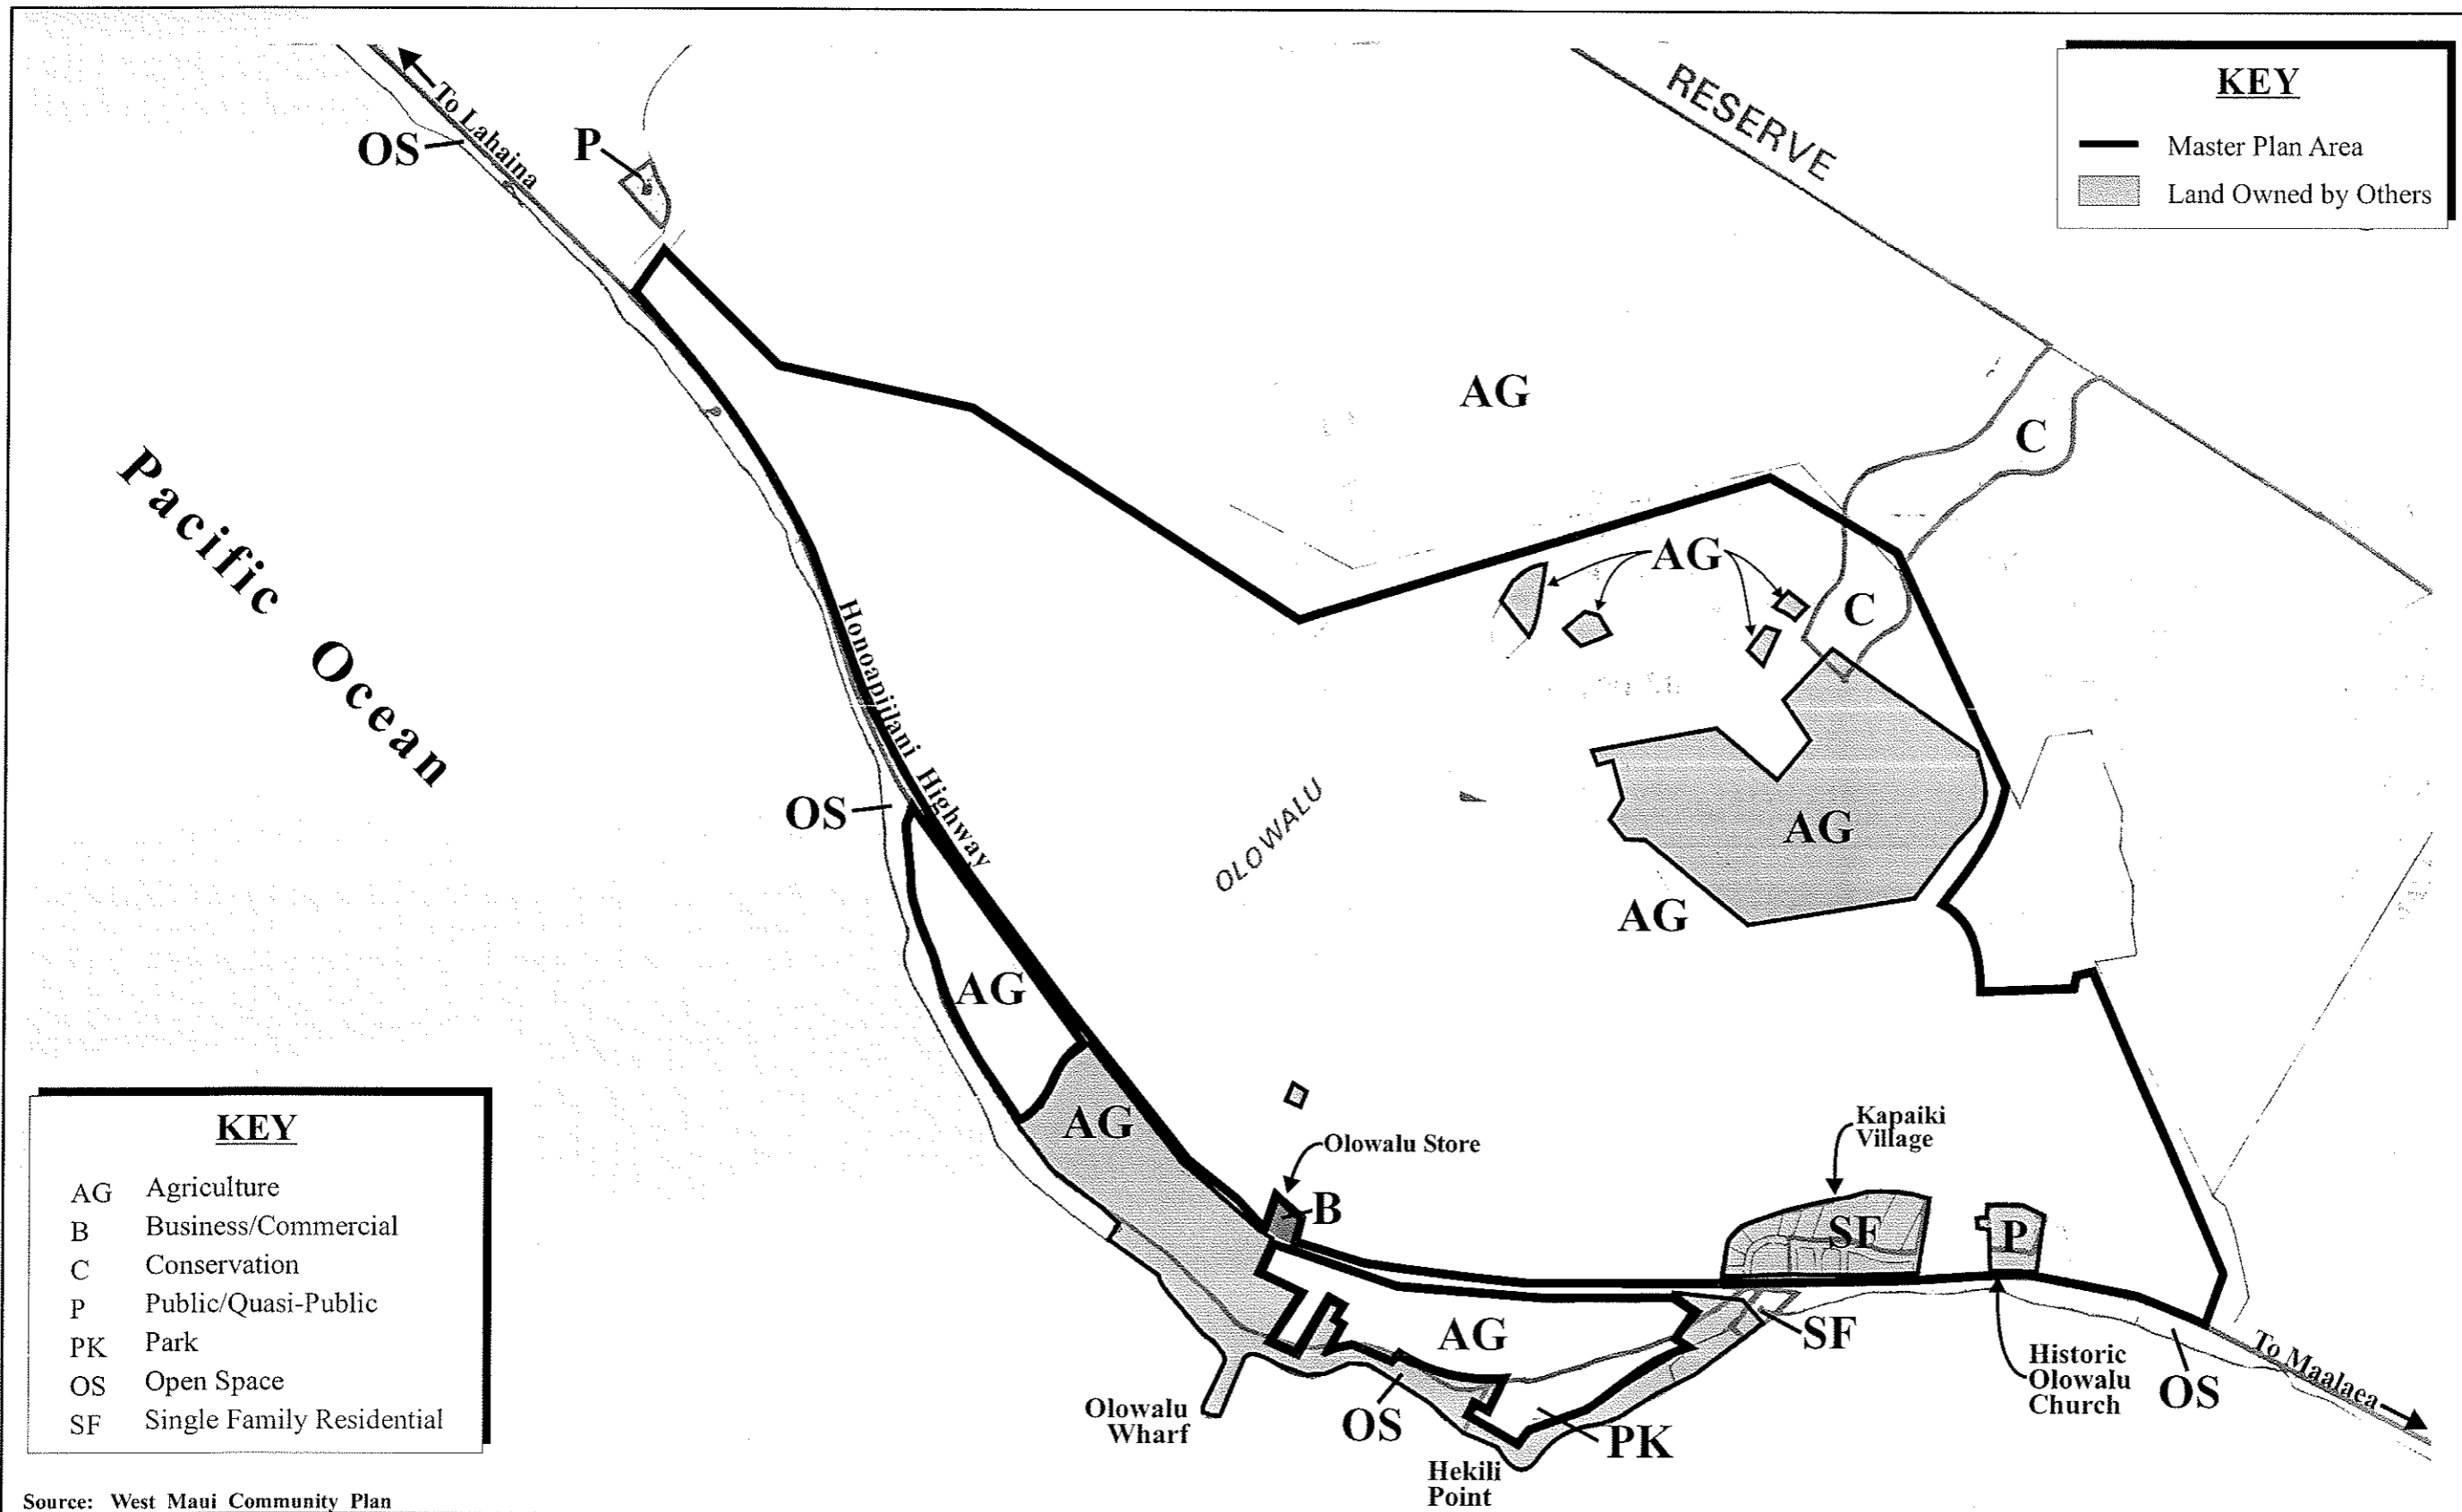 KEY
Master Plan Area
Land Owned by Others
RESERVE
To Lahaina
OS
P
AG
C
AG
C
Pacific Ocean
Honoapiilani Highway
OS
OLOWALU
AG
AG
AG
AG
Olowalu Store
B
Kapaiki
Village
SF
P
AG
SF
Olowalu
Wharf
OS
PK
Hekili
Point
Historic
Olowalu
Church
OS
To Maalaea
KEY
AG Agriculture
B Business/Commercial
C Conservation
P Public/Quasi-Public
PK Park
OS Open Space
SF Single Family Residential
Source: West Maui Community Plan